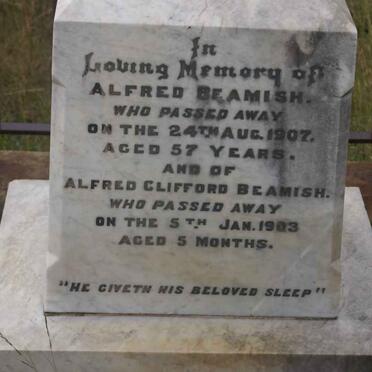 In
Loving Memory of
ALFRED BEAMISH.
WHO PASSED AWAY
ON THE 24TH AUG. 1907.
AGED 57 YEARS.
AND OF
ALFRED CLIFFORD BEAMISH.
WHO PASSED AWAY
ON THE 5TH JAN. 1903
AGED 5 MONTHS.
"HE GIVETH HIS BELOVED SLEEP"